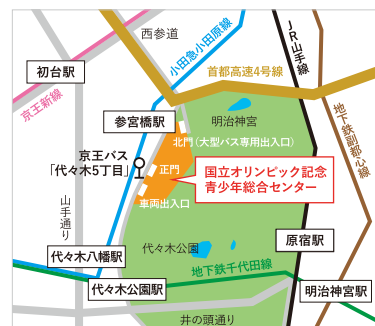 西参道
小田急小田原線
JR山手線
初台駅
首都高速4号線
京王新線
参宮橋駅
明治神宮
地下鉄副都心線
北門(大型バス専用出入口)
京王バス
「代々木5丁目」
正門
国立オリンピック記念
青少年総合センター
車両出入口
山手通り
代々木公園
原宿駅
代々木八幡駅
地下鉄千代田線
代々木公園駅
明治神宮駅
井の頭通り